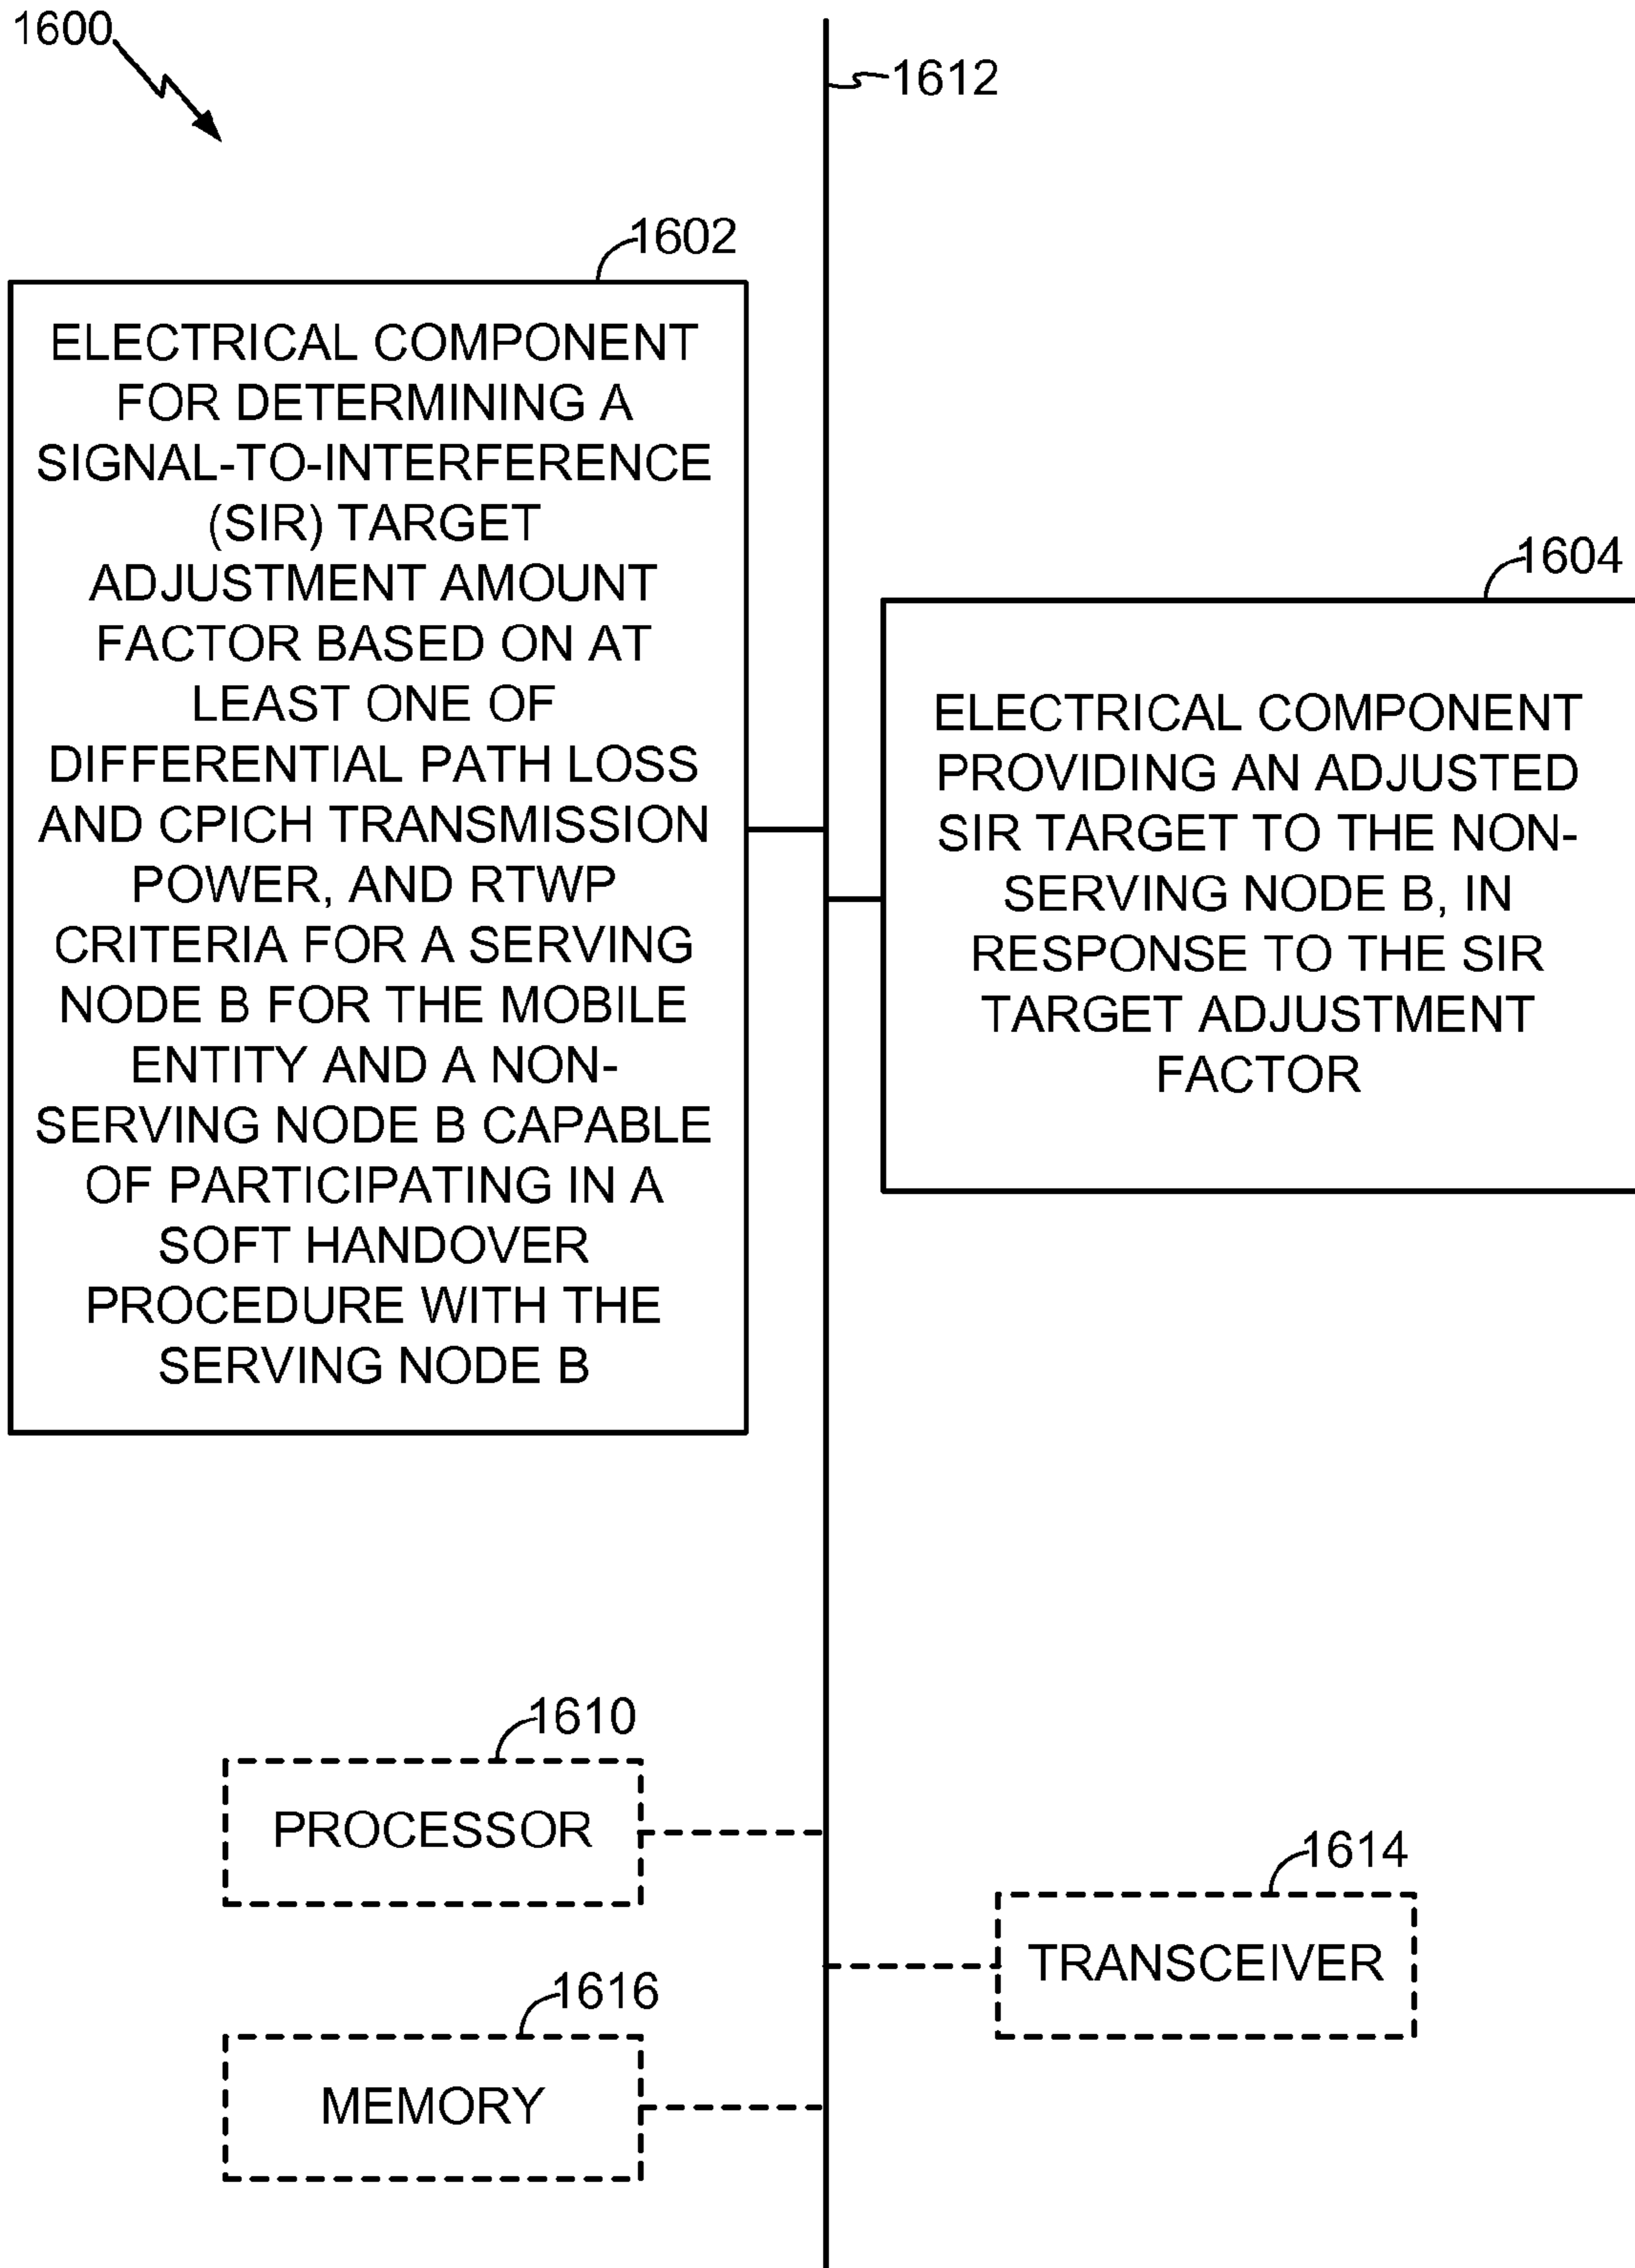 1600
1612
1602
ELECTRICAL COMPONENT
FOR DETERMINING A
SIGNAL-TO-INTERFERENCE
(SIR) TARGET
ADJUSTMENT AMOUNT
FACTOR BASED ON AT
LEAST ONE OF
DIFFERENTIAL PATH LOSS
AND CPICH TRANSMISSION
POWER, AND RTWP
CRITERIA FOR A SERVING
NODE B FOR THE MOBILE
ENTITY AND A NON-
SERVING NODE B CAPABLE
OF PARTICIPATING IN A
SOFT HANDOVER
PROCEDURE WITH THE
SERVING NODE B
1604
ELECTRICAL COMPONENT
PROVIDING AN ADJUSTED
SIR TARGET TO THE NON-
SERVING NODE B, IN
RESPONSE TO THE SIR
TARGET ADJUSTMENT
FACTOR
1610
PROCESSOR
1614
TRANSCEIVER
1616
MEMORY